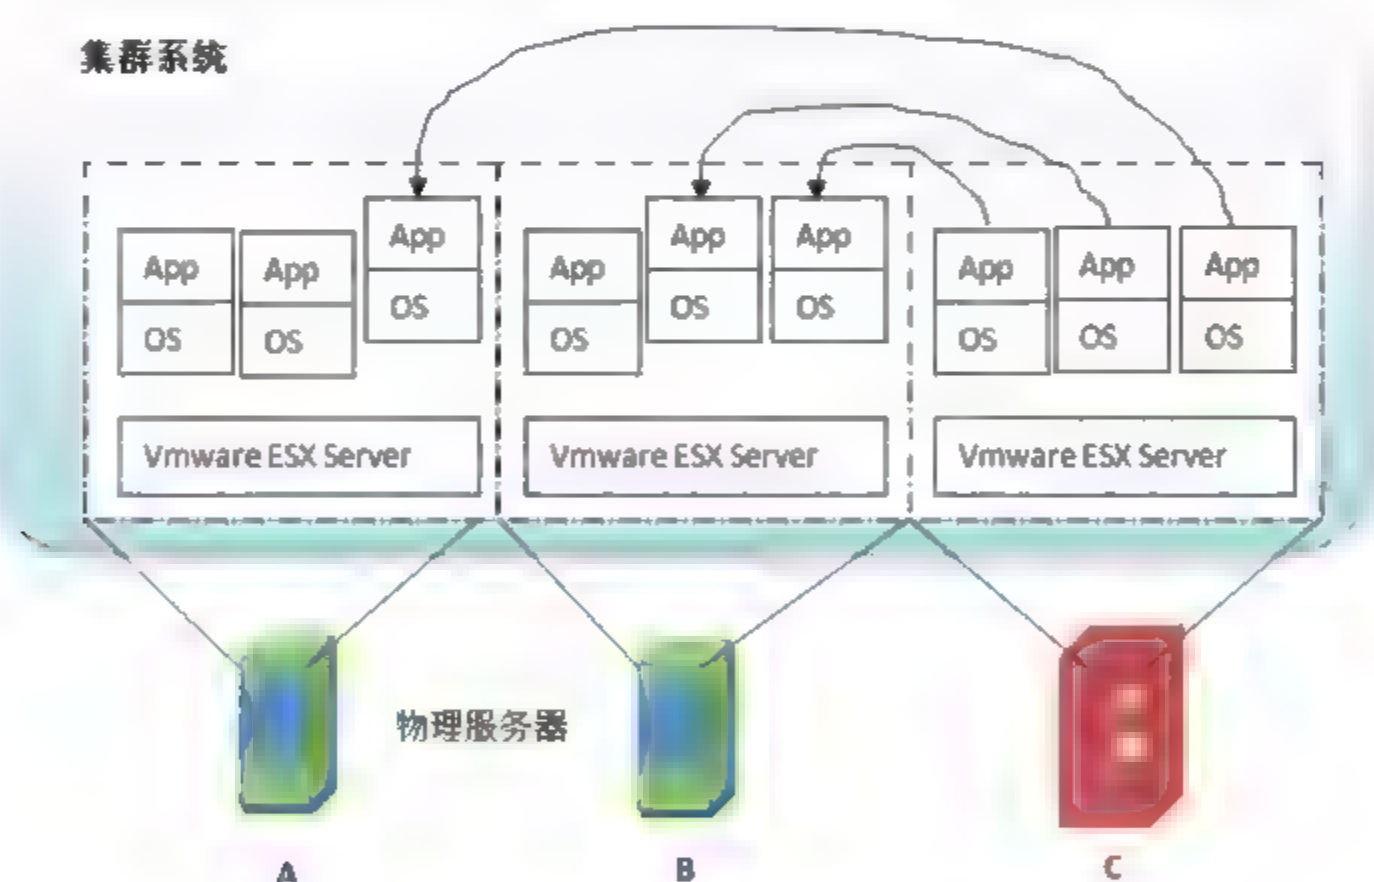 集群系统
App
App
App
App
App
App
App
App
App
OS
OS
OS
OS
OS
OS
OS
OS
OS
Vmware ESX Server
Vmware ESX Server
Vmware ESX Server
物理服务器
A
B
C